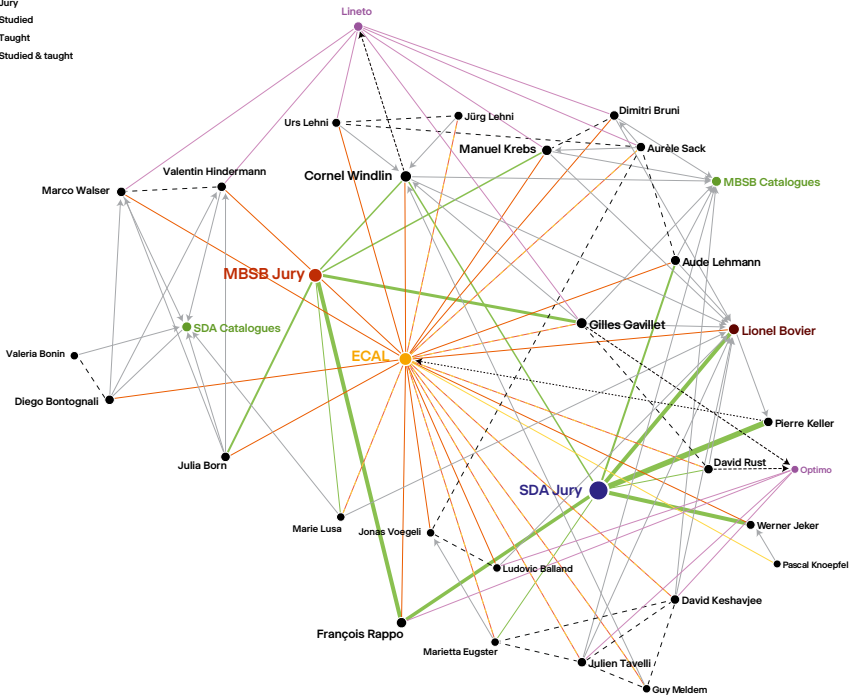 Jury
Studied
Taught
Studied & taught
Lineto
Urs Lehni
Jürg Lehni
Dimitri Bruni
Manuel Krebs
Aurèle Sack
Valentin Hindermann
Cornel Windlin
MBSB Catalogues
Marco Walser
Aude Lehmann
MBSB Jury
SDA Catalogues
Gilles Gavillet
Lionel Bovier
Valeria Bonin
ECAL
Diego Bontognali
Pierre Keller
Julia Born
David Rust
Optimo
SDA Jury
Marie Lusa
Jonas Voegeli
Werner Jeker
Ludovic Balland
Pascal Knoepfel
David Keshavjee
François Rappo
Marietta Eugster
Julien Tavelli
Guy Meldem